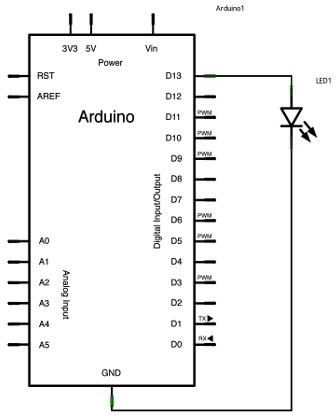 Arduino1
3V3 5V Vin
Power
RST
AREF
Arduino
D13
LED1
D12
D11 PWM
D10 PWM
D9 PWM
D8
D7
D6 PWM
D5 PWM
D4
D3 PWM
D2
D1 TX
D0 RX
Digital Input/Output
A0
A1
A2
A3
A4
A5
Analog Input
GND